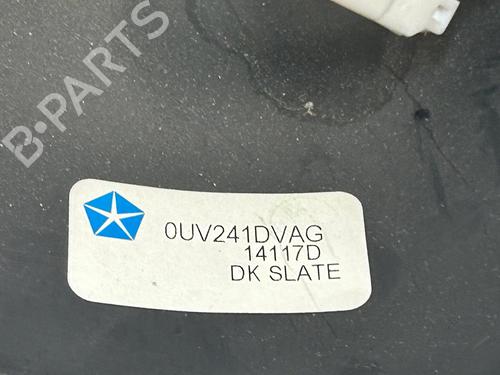 B-PARTS
0UV241DVAG
14117D
DK SLATE